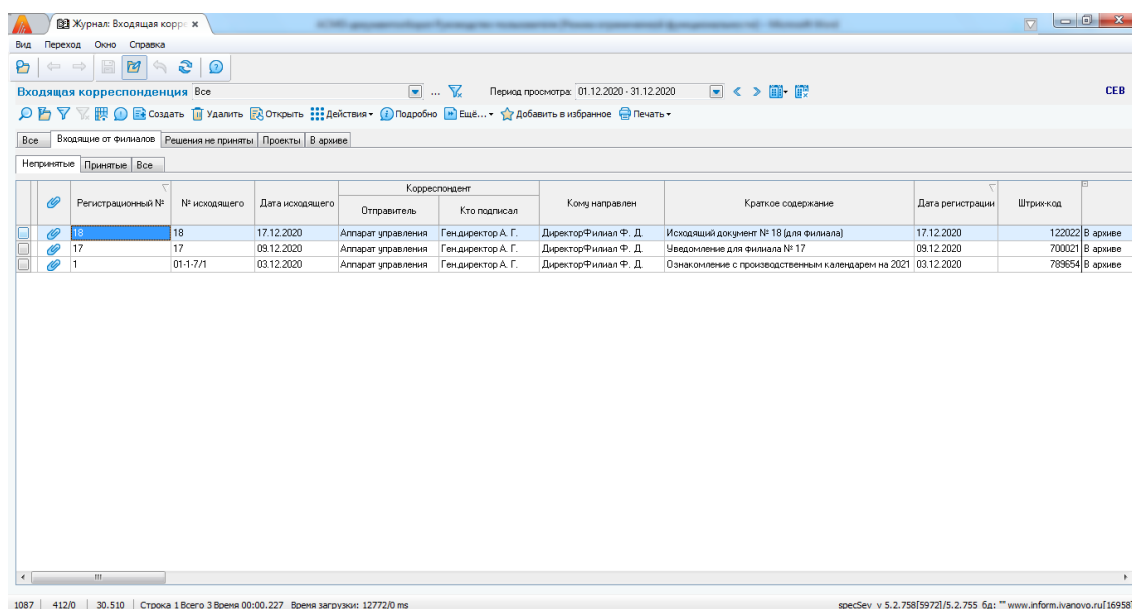 Журнал: Входящая корр
Вид Переход Окно Справка
Входящая корреспонденция Все ... Период просмотра: 01.12.2020 - 31.12.2020 СЕВ
Создать Удалить Открыть Действия Подробно Ещё... Добавить в избранное Печать
Все Входящие от филиалов Решения не приняты Проекты В архиве
Непринятые Принятые Все
Регистрационный № № исходящего Дата исходящего Корреспондент Отправитель Кто подписал Кому направлен Краткое содержание Дата регистрации Штрих-код
18 18 17.12.2020 Аппарат управления Ген.директор А. Г. ДиректорФилиал Ф. Д. Исходящий документ № 18 (для филиала) 17.12.2020 122022 В архиве
17 17 09.12.2020 Аппарат управления Ген.директор А. Г. ДиректорФилиал Ф. Д. Уведомление для филиала № 17 09.12.2020 700021 В архиве
1 01-1-7/1 03.12.2020 Аппарат управления Ген.директор А. Г. ДиректорФилиал Ф. Д. Ознакомление с производственным календарем на 2021 03.12.2020 789654 В архиве
1087 412/0 30.510 Строка 1 Всего 3 Время 00:00.227 Время загрузки: 12772/0 ms specSev v 5.2.758[5972]/5.2.755 бд: "" www.inform.ivanovo.ru[16958]